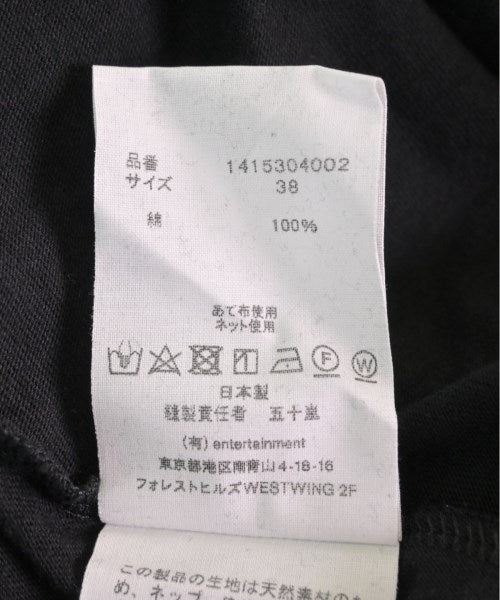 品番 1415304002
サイズ 38
綿 100%
あて布使用
ネット使用
F W
日本製
縫製責任者 五十嵐
(有) entertainment
東京都港区南青山4-18-16
フォレストヒルズWESTWING 2F
この製品の生地は天然素材のた
め、ネップ、